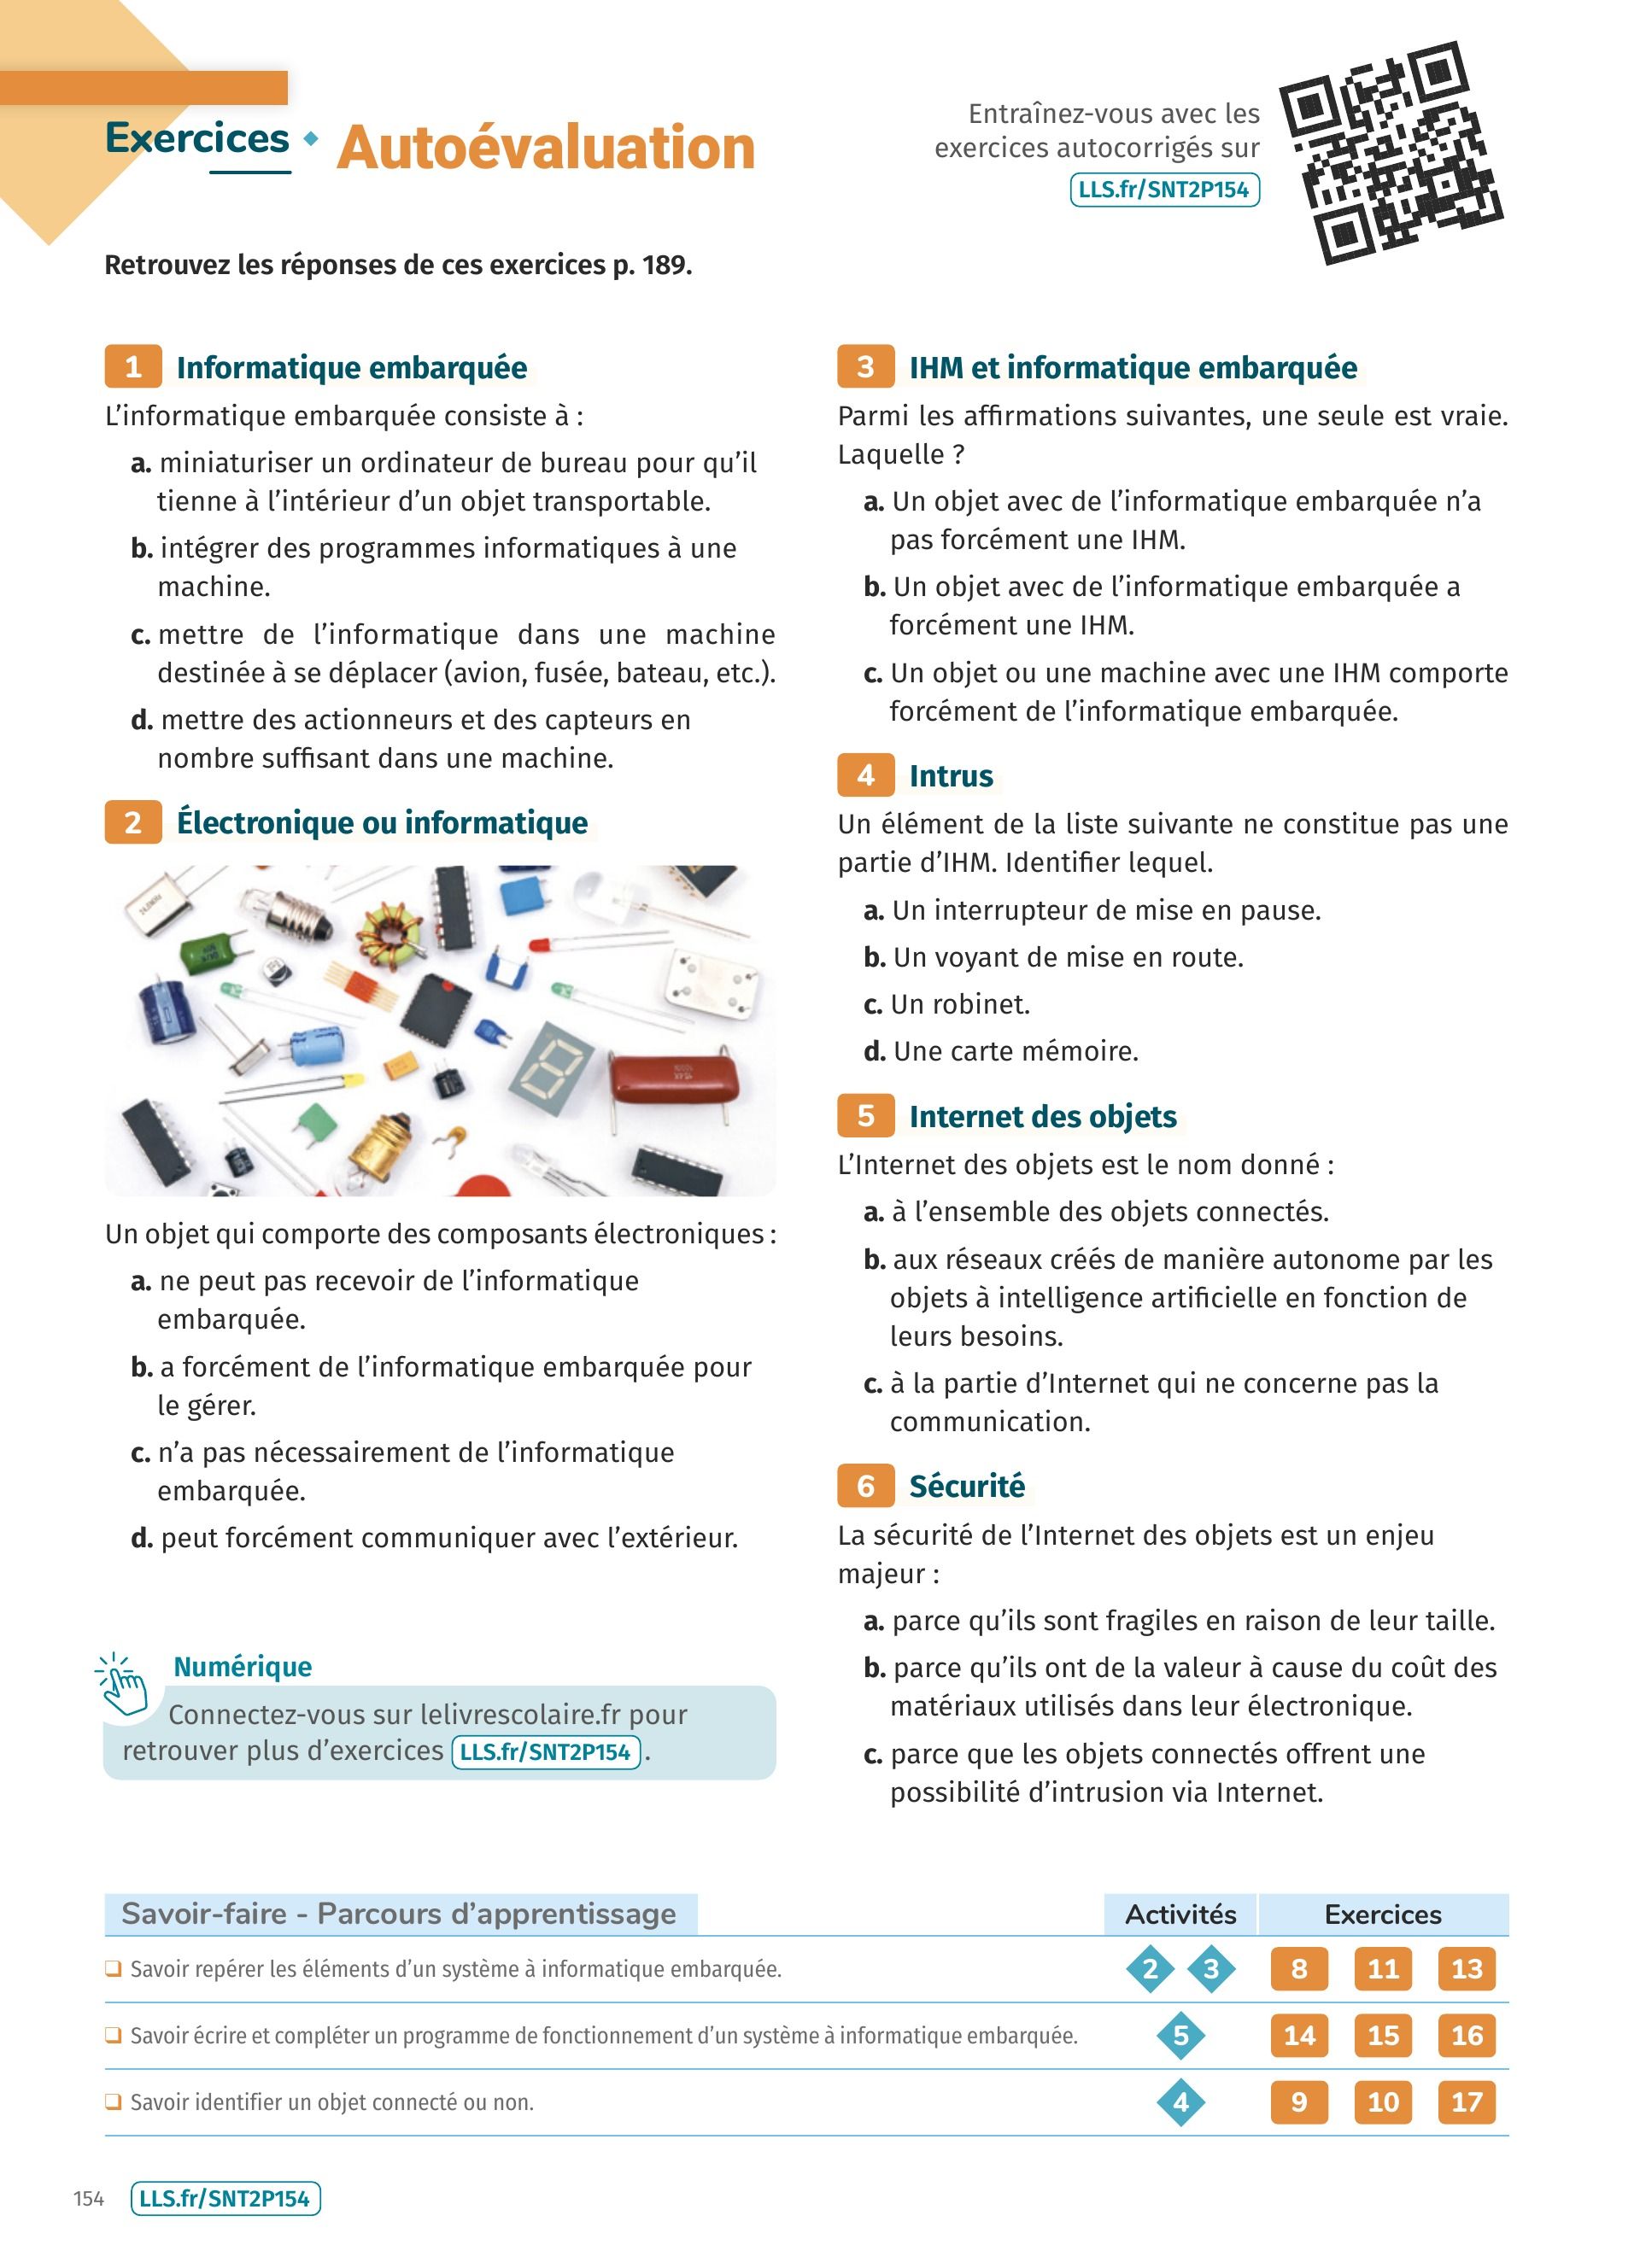 Exercices
Autoévaluation
Entraînez-vous avec les
exercices autocorrigés sur
LLS.fr/SNT2P154
Retrouvez les réponses de ces exercices p. 189.
1 Informatique embarquée
L’informatique embarquée consiste à :
a. miniaturiser un ordinateur de bureau pour qu’il
tienne à l’intérieur d’un objet transportable.
b. intégrer des programmes informatiques à une
machine.
c. mettre de l’informatique dans une machine
destinée à se déplacer (avion, fusée, bateau, etc.).
d. mettre des actionneurs et des capteurs en
nombre suffisant dans une machine.
2 Électronique ou informatique
Un objet qui comporte des composants électroniques :
a. ne peut pas recevoir de l’informatique
embarquée.
b. a forcément de l’informatique embarquée pour
le gérer.
c. n’a pas nécessairement de l’informatique
embarquée.
d. peut forcément communiquer avec l’extérieur.
Numérique
Connectez-vous sur lelivrescolaire.fr pour
retrouver plus d’exercices LLS.fr/SNT2P154 .
3 IHM et informatique embarquée
Parmi les affirmations suivantes, une seule est vraie.
Laquelle ?
a. Un objet avec de l’informatique embarquée n’a
pas forcément une IHM.
b. Un objet avec de l’informatique embarquée a
forcément une IHM.
c. Un objet ou une machine avec une IHM comporte
forcément de l’informatique embarquée.
4 Intrus
Un élément de la liste suivante ne constitue pas une
partie d’IHM. Identifier lequel.
a. Un interrupteur de mise en pause.
b. Un voyant de mise en route.
c. Un robinet.
d. Une carte mémoire.
5 Internet des objets
L’Internet des objets est le nom donné :
a. à l’ensemble des objets connectés.
b. aux réseaux créés de manière autonome par les
objets à intelligence artificielle en fonction de
leurs besoins.
c. à la partie d’Internet qui ne concerne pas la
communication.
6 Sécurité
La sécurité de l’Internet des objets est un enjeu
majeur :
a. parce qu’ils sont fragiles en raison de leur taille.
b. parce qu’ils ont de la valeur à cause du coût des
matériaux utilisés dans leur électronique.
c. parce que les objets connectés offrent une
possibilité d’intrusion via Internet.
Savoir-faire - Parcours d’apprentissage Activités Exercices
Savoir repérer les éléments d’un système à informatique embarquée. 2 3 8 11 13
Savoir écrire et compléter un programme de fonctionnement d’un système à informatique embarquée. 5 14 15 16
Savoir identifier un objet connecté ou non. 4 9 10 17
154 LLS.fr/SNT2P154